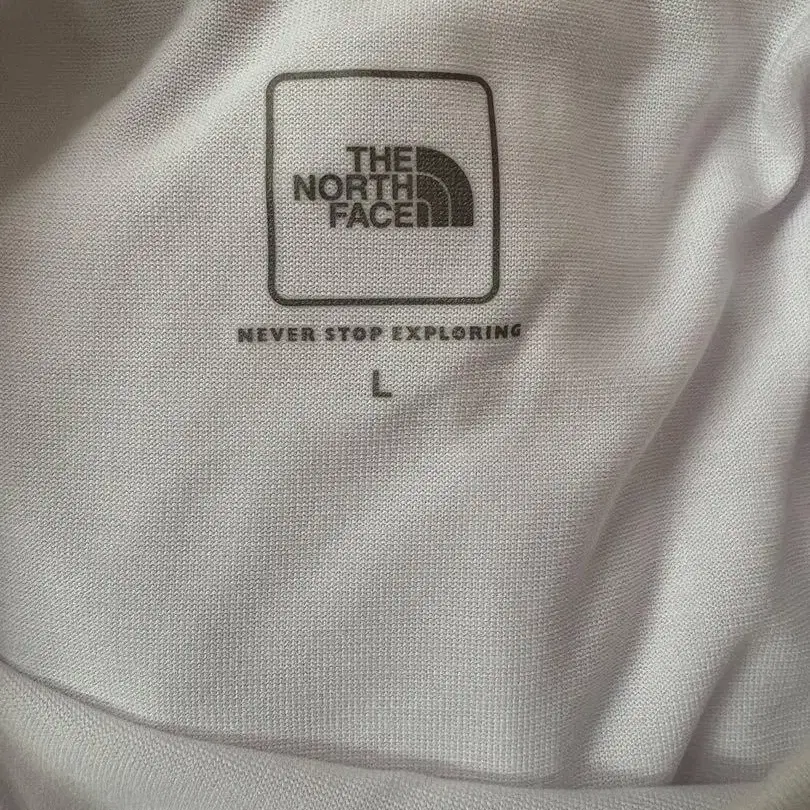 THE
NORTH
FACE
NEVER STOP EXPLORING
L